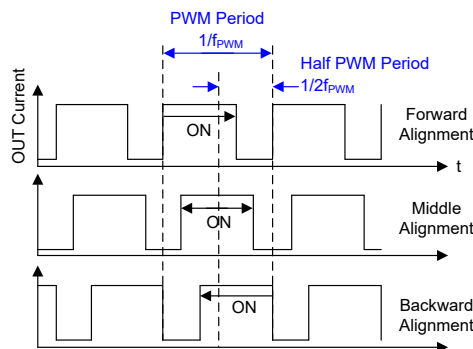 PWM Period
1/fPWM
Half PWM Period
1/2fPWM
OUT Current
ON
Forward
Alignment
t
ON
Middle
Alignment
ON
Backward
Alignment